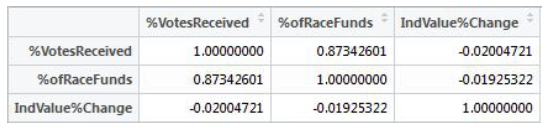 %VotesReceived %ofRaceFunds IndValue%Change
%VotesReceived 1.00000000 0.87342601 -0.02004721
%ofRaceFunds 0.87342601 1.00000000 -0.01925322
IndValue%Change -0.02004721 -0.01925322 1.00000000